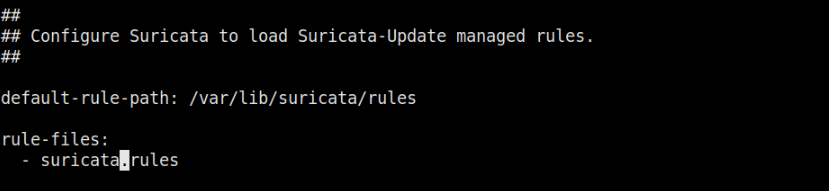 ##
## Configure Suricata to load Suricata-Update managed rules.
##
default-rule-path: /var/lib/suricata/rules
rule-files:
  - suricata.rules